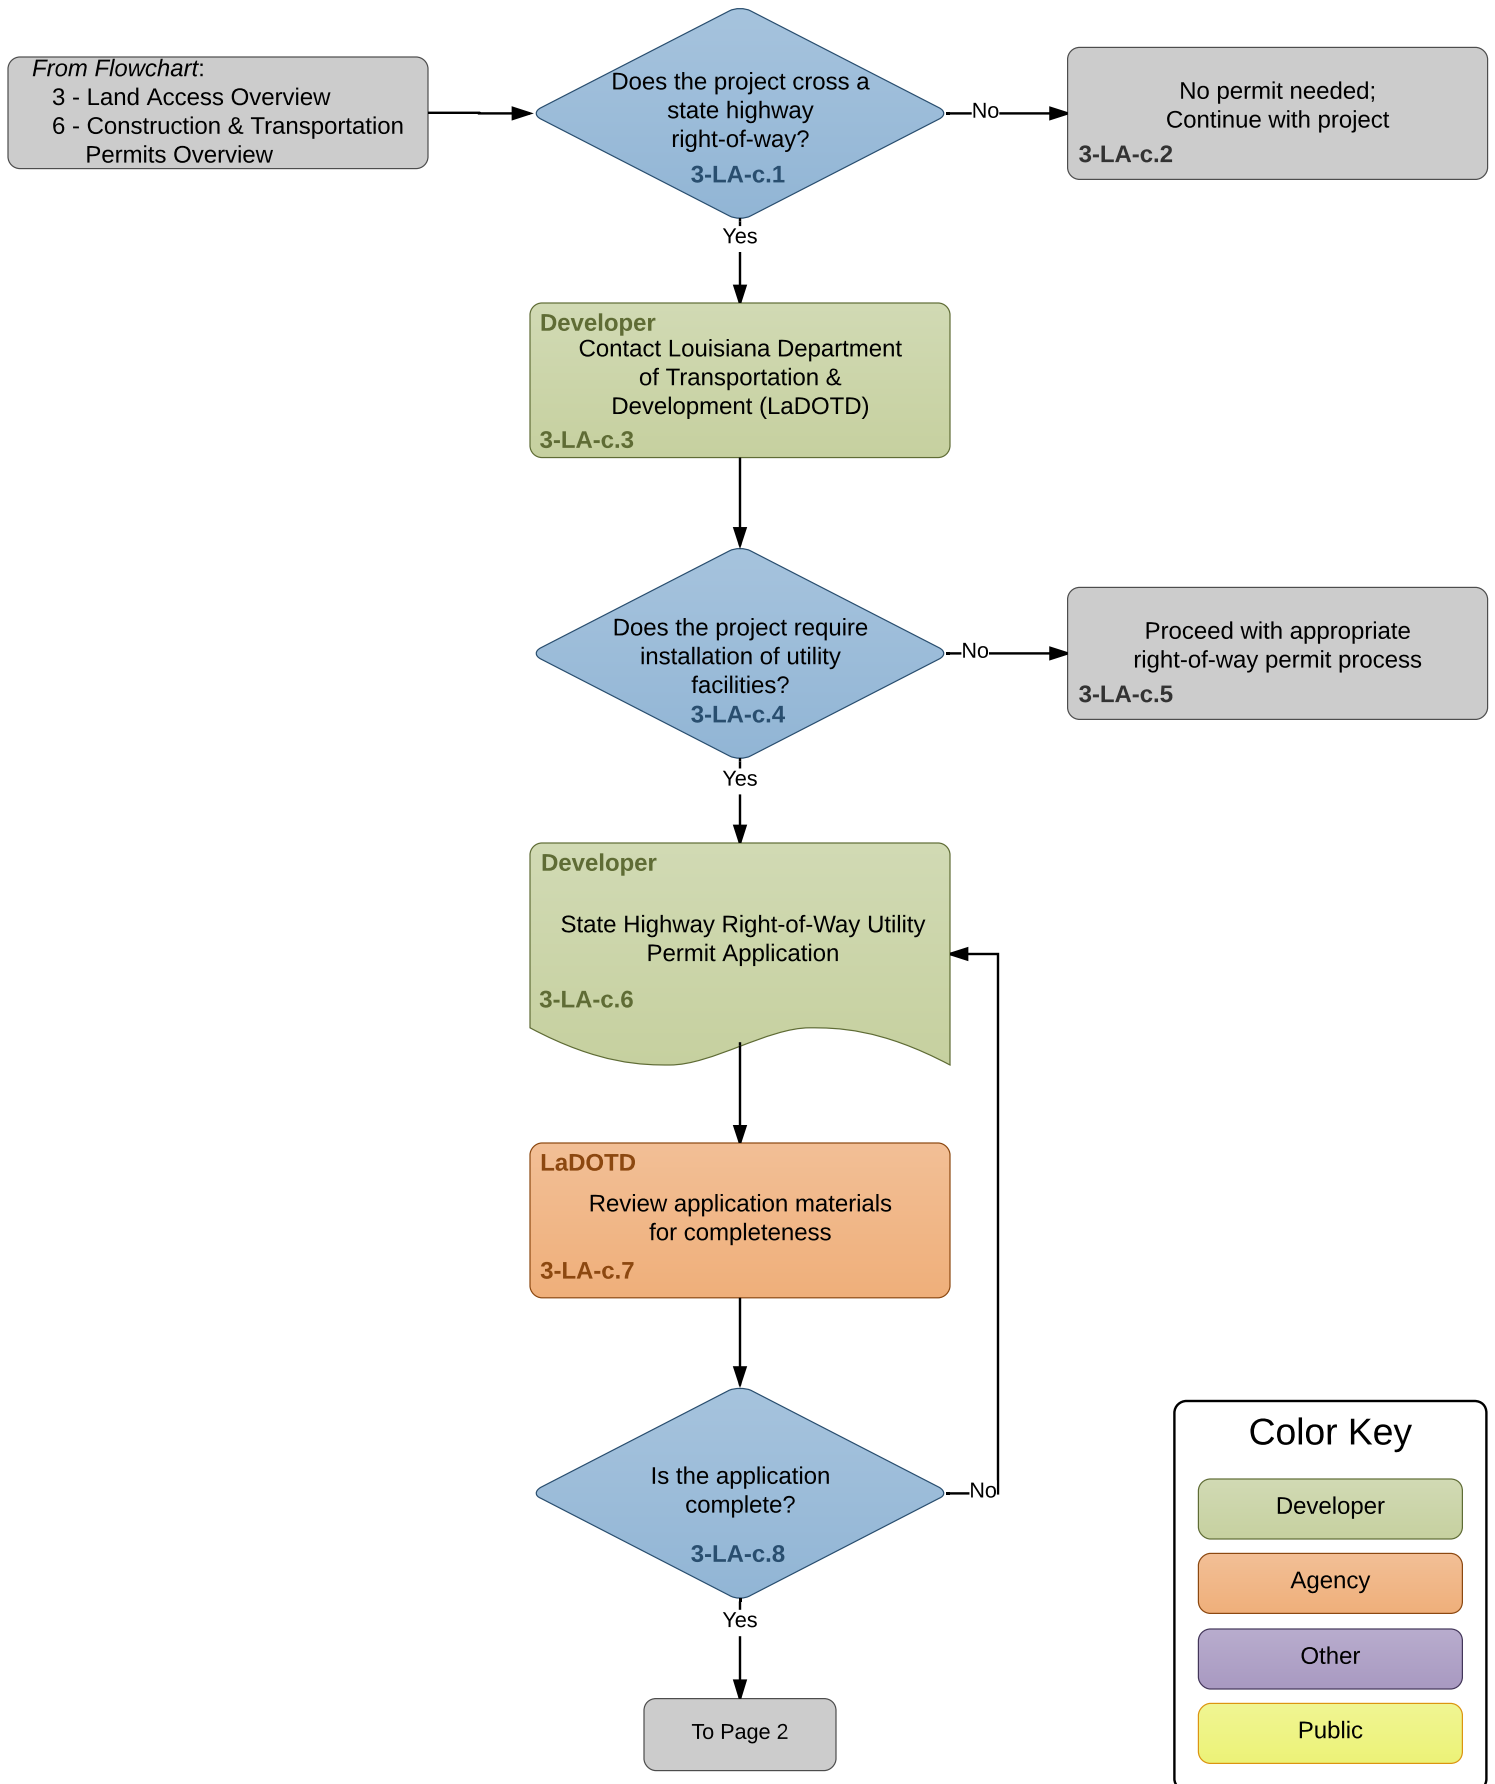 From Flowchart:
3 - Land Access Overview
6 - Construction & Transportation
Permits Overview
Does the project cross a
state highway
right-of-way?
3-LA-c.1
No
No permit needed;
Continue with project
3-LA-c.2
Yes
Developer
Contact Louisiana Department
of Transportation &
Development (LaDOTD)
3-LA-c.3
Does the project require
installation of utility
facilities?
3-LA-c.4
No
Proceed with appropriate
right-of-way permit process
3-LA-c.5
Yes
Developer
State Highway Right-of-Way Utility
Permit Application
3-LA-c.6
LaDOTD
Review application materials
for completeness
3-LA-c.7
Is the application
complete?
3-LA-c.8
No
Yes
To Page 2
Color Key
Developer
Agency
Other
Public